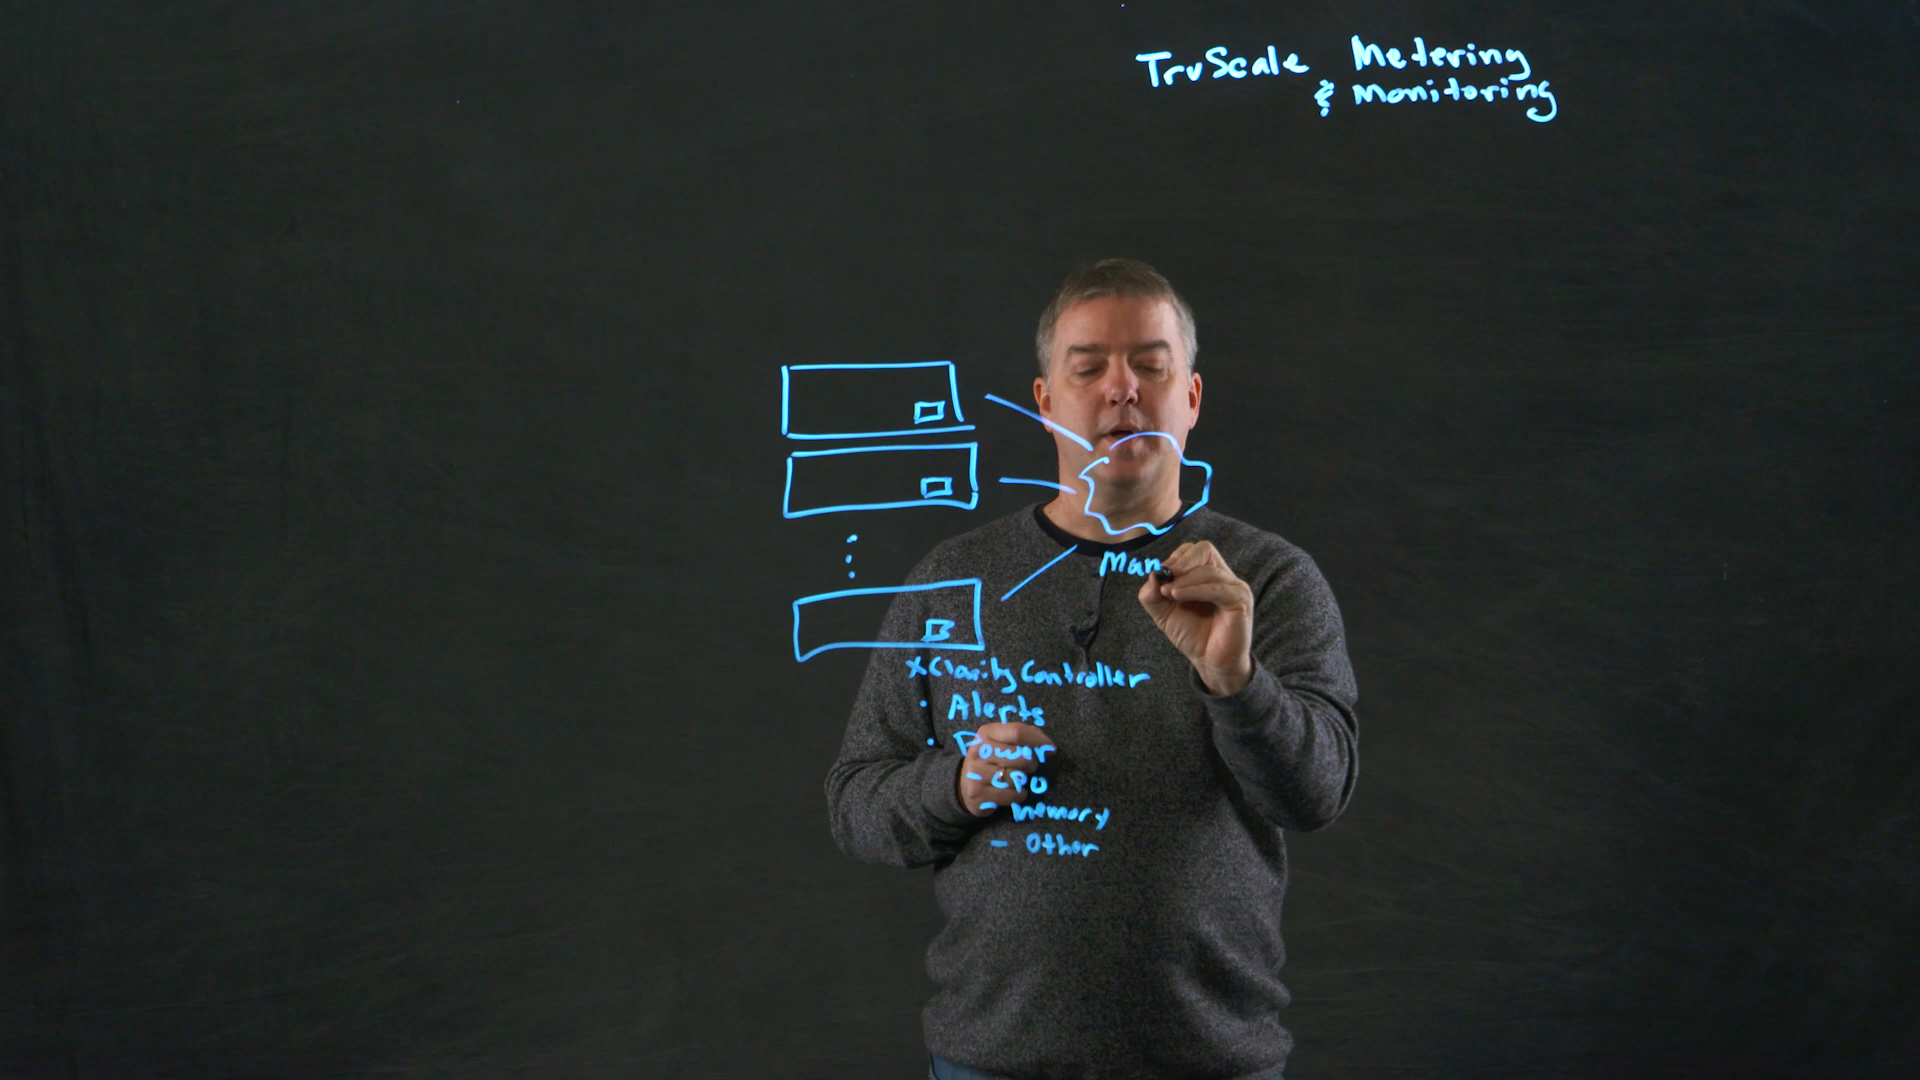 TruScale Metering
& Monitoring
Man
XClarity Controller
· Alerts
· Power
- CPU
- Memory
- Other